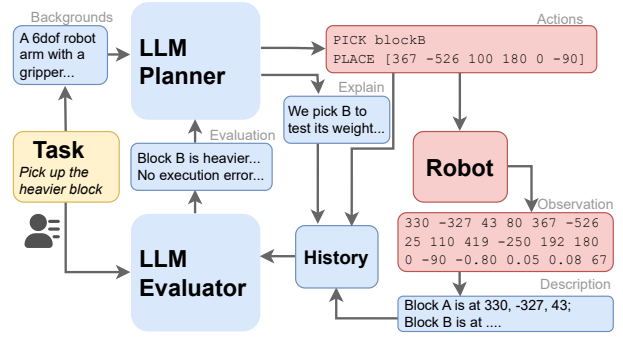 Backgrounds
A 6dof robot
arm with a
gripper...
LLM
Planner
Actions
PICK blockB
PLACE [367 -526 100 180 0 -90]
Explain
We pick B to
test its weight...
Task
Pick up the
heavier block
Evaluation
Block B is heavier...
No execution error...
Robot
LLM
Evaluator
History
Observation
330 -327 43 80 367 -526
25 110 419 -250 192 180
0 -90 -0.80 0.05 0.08 67
Description
Block A is at 330, -327, 43;
Block B is at ....